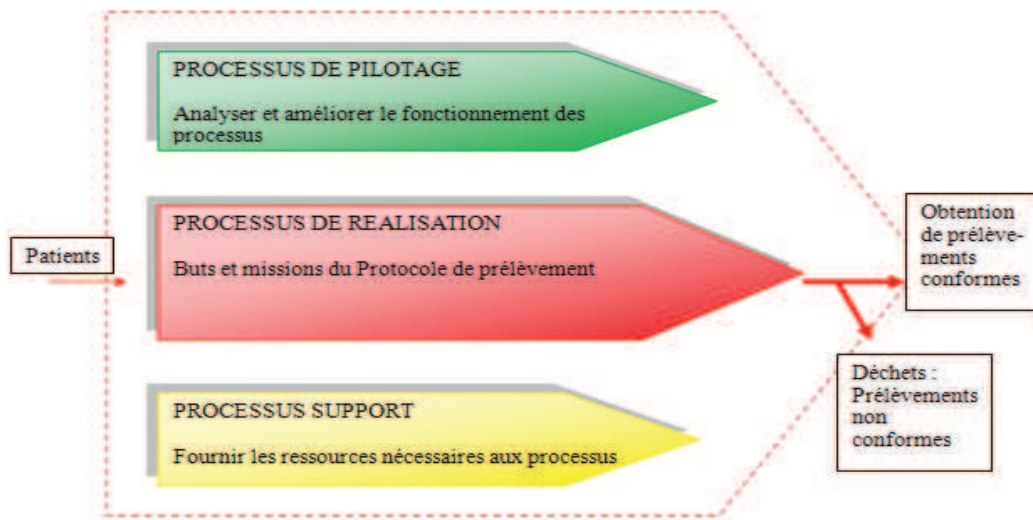 PROCESSUS DE PILOTAGE
Analyser et améliorer le fonctionnement des
processus
Patients
PROCESSUS DE REALISATION
Buts et missions du Protocole de prélèvement
Obtention
de prélève-
ments
conformes
Déchets :
Prélèvements
non
conformes
PROCESSUS SUPPORT
Fournir les ressources nécessaires aux processus